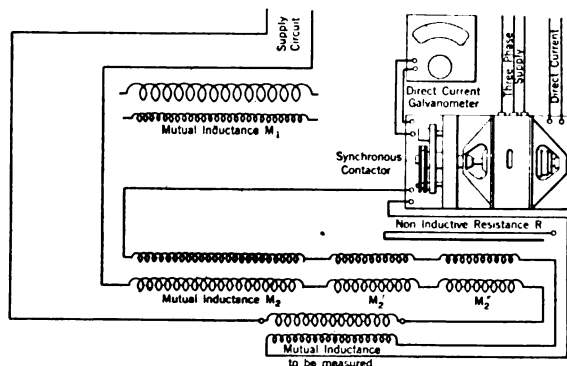 Supply
Circuit
Three Phase
Supply
Direct Current
Direct Current
Galvanometer
Mutual Inductance M₁
Synchronous
Contactor
Non Inductive Resistance R
Mutual Inductance M₂
M₂′
M₂″
Mutual Inductance
to be measured